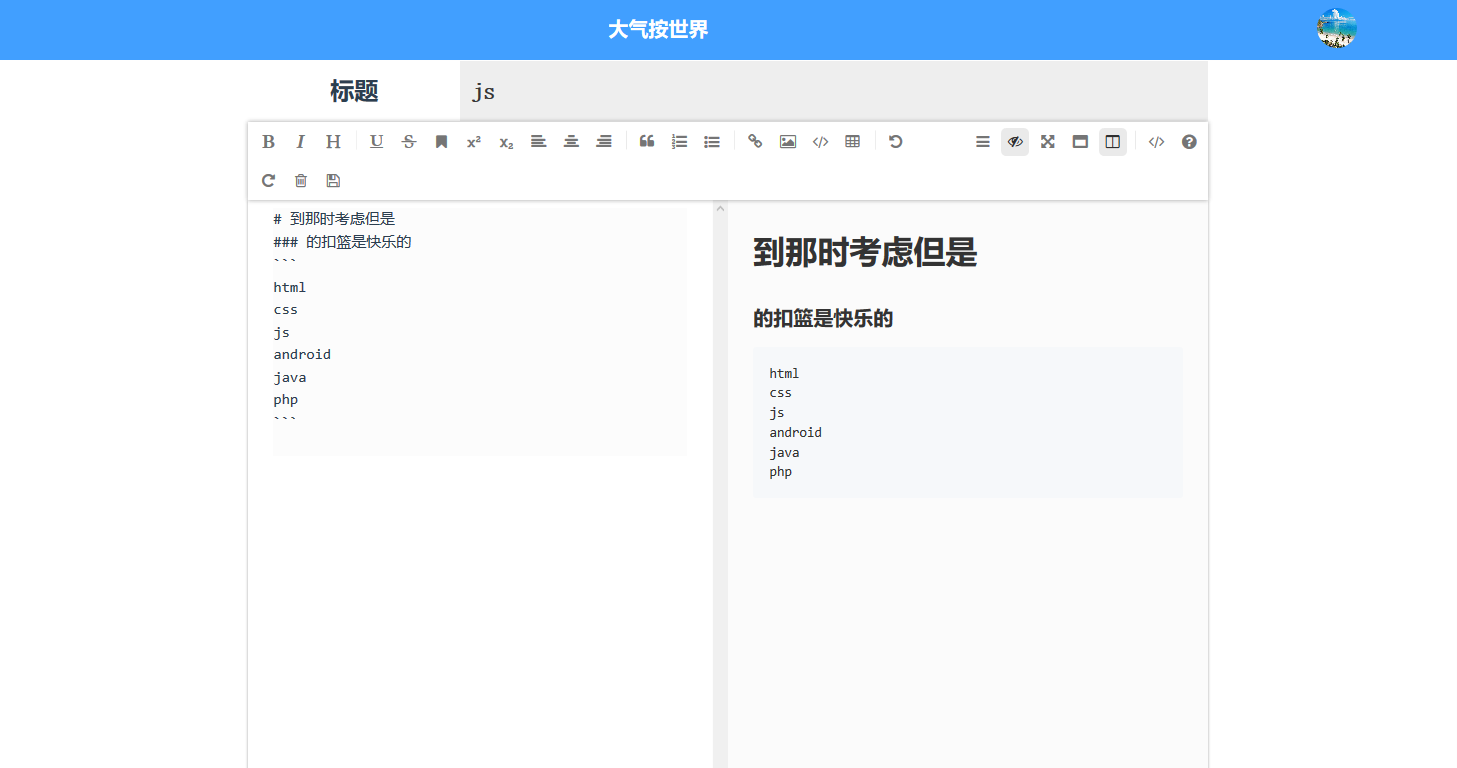 大气按世界
标题
js
B I H U S x² x₂
# 到那时考虑但是
### 的扣篮是快乐的
```
html
css
js
android
java
php
```
到那时考虑但是
的扣篮是快乐的
html
css
js
android
java
php